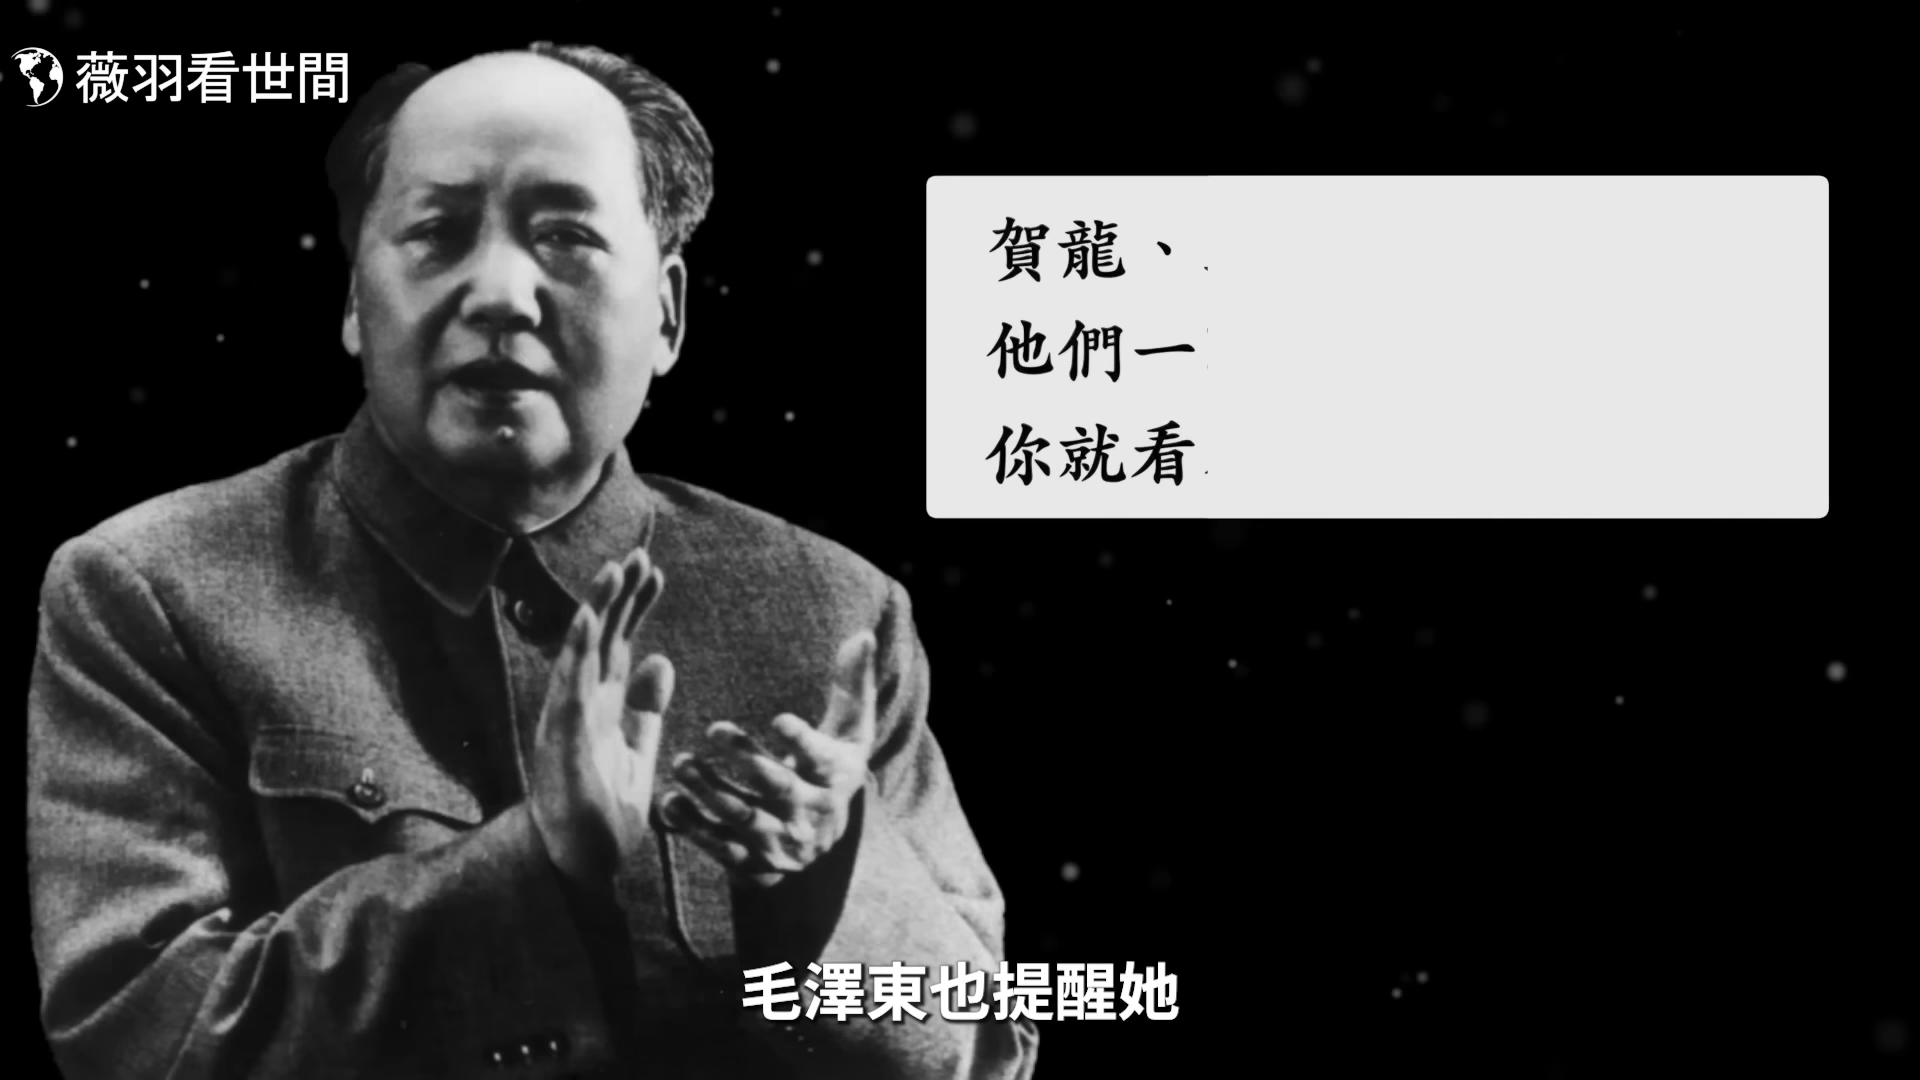 薇羽看世間
賀龍、
他們一
你就看
毛澤東也提醒她